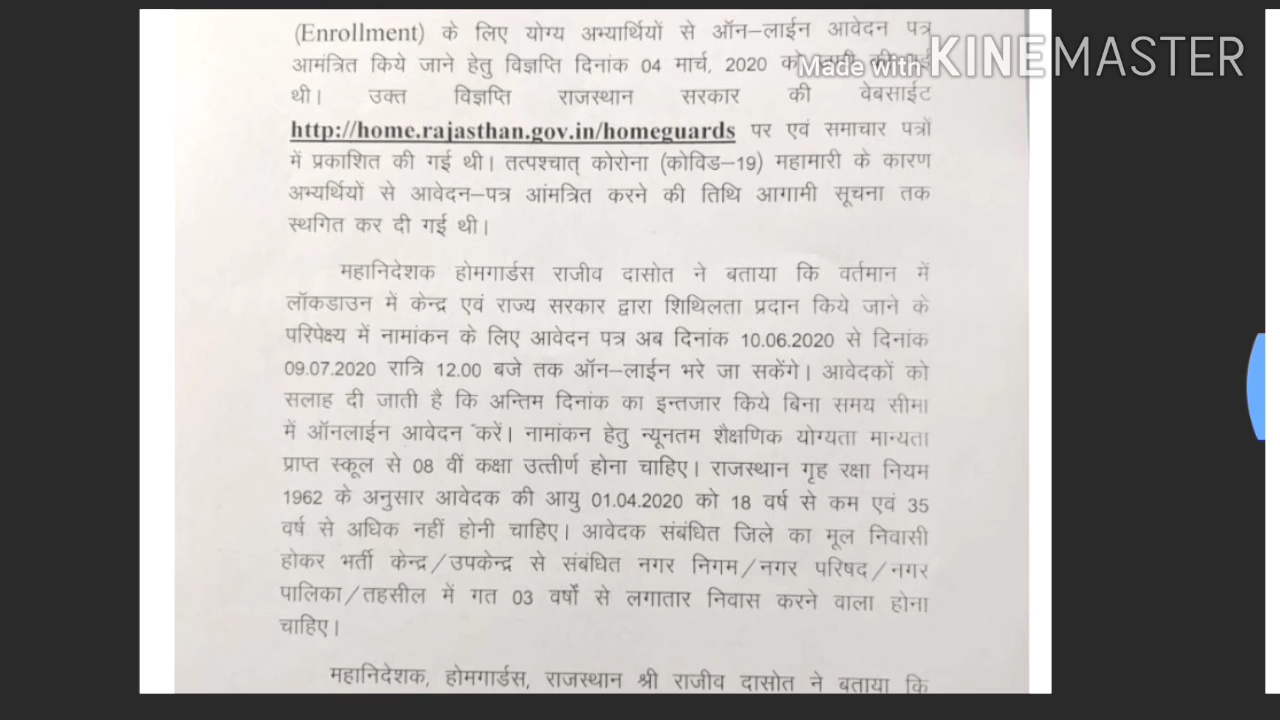 (Enrollment) के लिए योग्य अभ्यार्थियों से ऑन–लाईन आवेदन पत्र
आमंत्रित किये जाने हेतु विज्ञप्ति दिनांक 04 मार्च, 2020 को
Made with KINEMASTER
थी। उक्त विज्ञप्ति राजस्थान सरकार की वेबसाईट
http://home.rajasthan.gov.in/homeguards पर एवं समाचार पत्रों
में प्रकाशित की गई थी। तत्पश्चात् कोरोना (कोविड–19) महामारी के कारण
अभ्यर्थियों से आवेदन–पत्र आंमत्रित करने की तिथि आगामी सूचना तक
स्थगित कर दी गई थी।
महानिदेशक होमगार्डस राजीव दासोत ने बताया कि वर्तमान में
लॉकडाउन में केन्द्र एवं राज्य सरकार द्वारा शिथिलता प्रदान किये जाने के
परिपेक्ष्य में नामांकन के लिए आवेदन पत्र अब दिनांक 10.06.2020 से दिनांक
09.07.2020 रात्रि 12.00 बजे तक ऑन–लाईन भरे जा सकेंगे। आवेदकों को
सलाह दी जाती है कि अन्तिम दिनांक का इन्तजार किये बिना समय सीमा
में ऑनलाईन आवेदन करें। नामांकन हेतु न्यूनतम शैक्षणिक योग्यता मान्यता
प्राप्त स्कूल से 08 वीं कक्षा उत्तीर्ण होना चाहिए। राजस्थान गृह रक्षा नियम
1962 के अनुसार आवेदक की आयु 01.04.2020 को 18 वर्ष से कम एवं 35
वर्ष से अधिक नहीं होनी चाहिए। आवेदक संबंधित जिले का मूल निवासी
होकर भर्ती केन्द्र/उपकेन्द्र से संबंधित नगर निगम/नगर परिषद/नगर
पालिका/तहसील में गत 03 वर्षों से लगातार निवास करने वाला होना
चाहिए।
महानिदेशक, होमगार्डस, राजस्थान श्री राजीव दासोत ने बताया कि